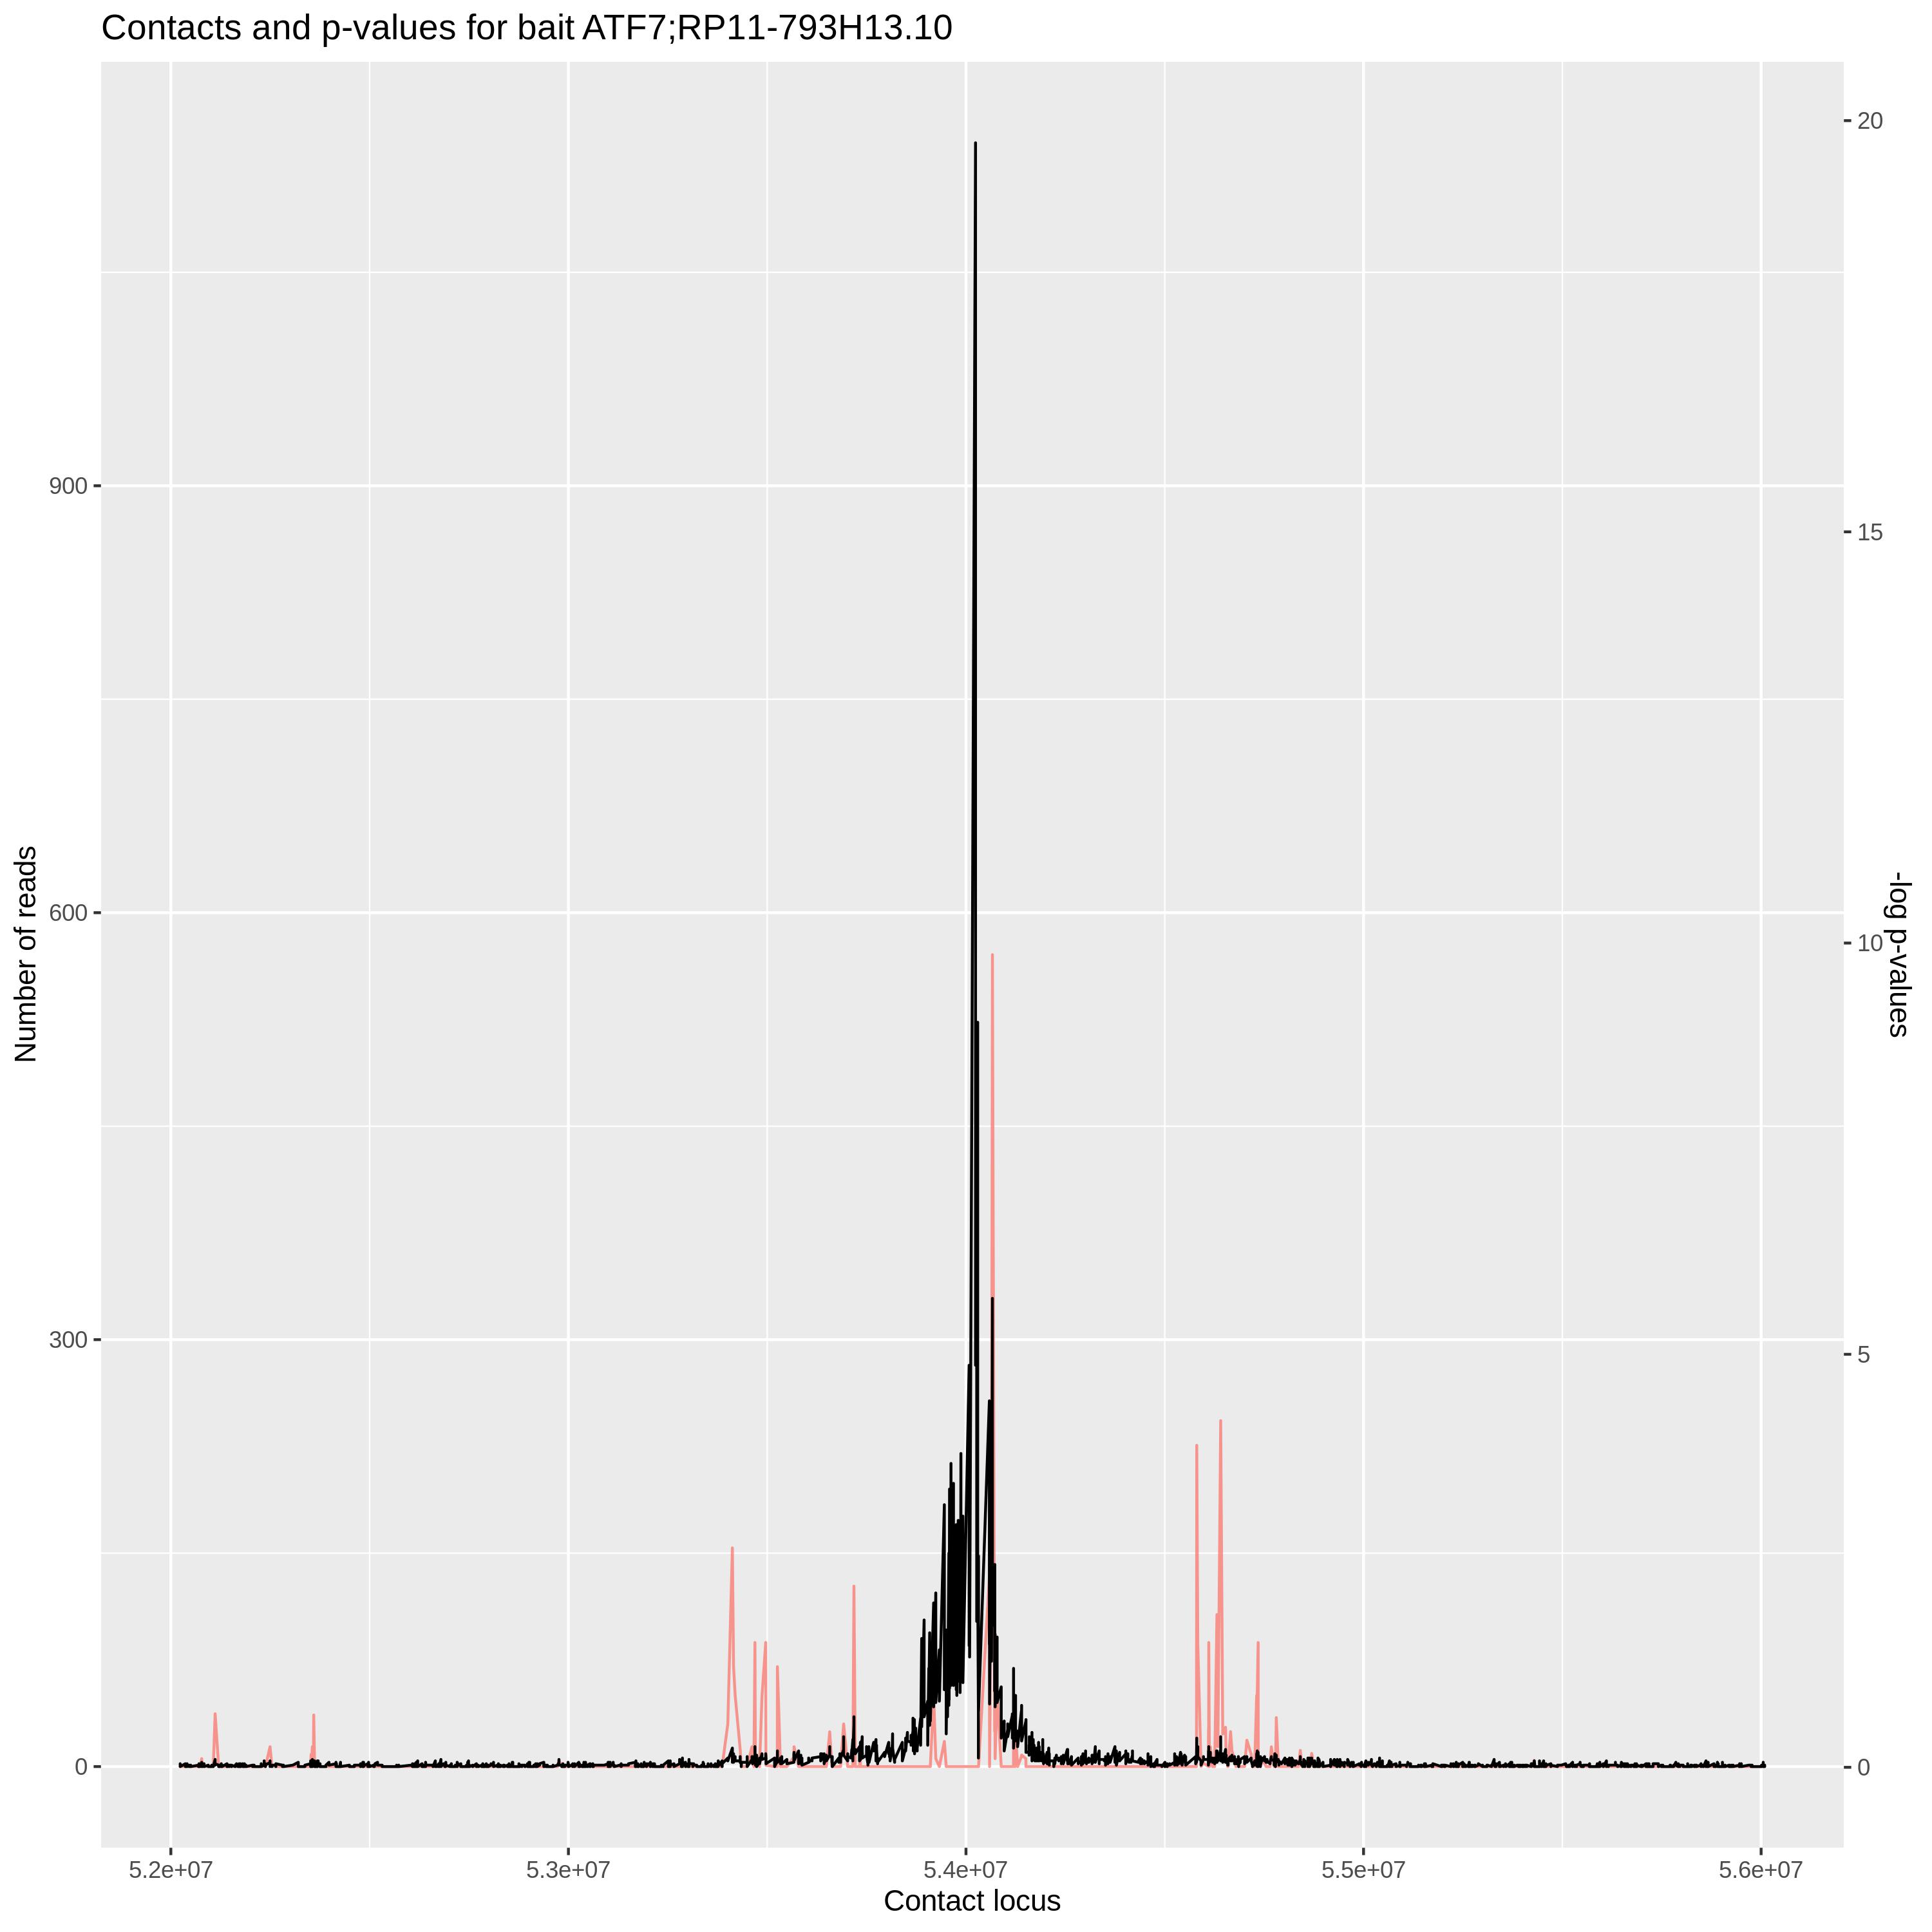 Contacts and p-values for bait ATF7;RP11-793H13.10
20
15
10
5
0
-log p-values
900
600
300
0
Number of reads
5.2e+07 5.3e+07 5.4e+07 5.5e+07 5.6e+07
Contact locus